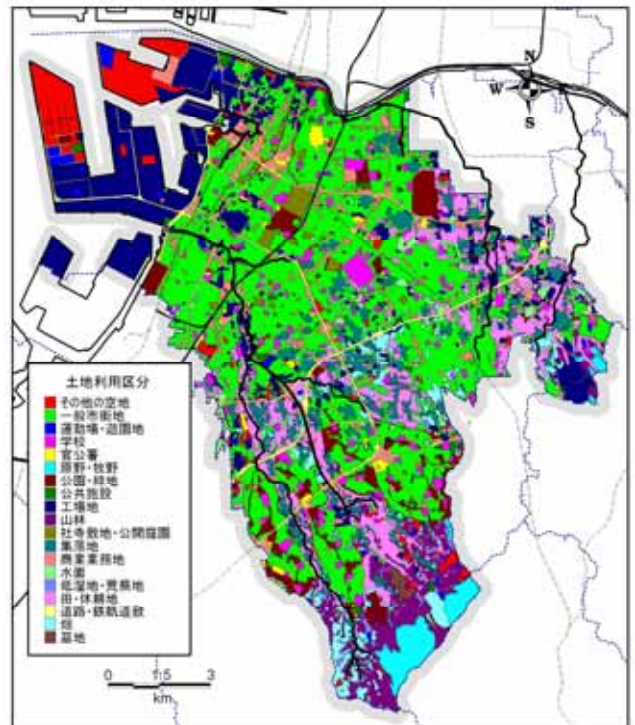 N
W
S
土地利用区分
その他の空地
一般市街地
運動場・遊園地
学校
官公署
原野・牧野
公園・緑地
公共施設
工場地
山林
社寺敷地・公開庭園
集落地
商業業務地
水面
低湿地・荒蕪地
田・休耕地
道路・鉄軌道敷
畑
墓地
0 1.5 3
km